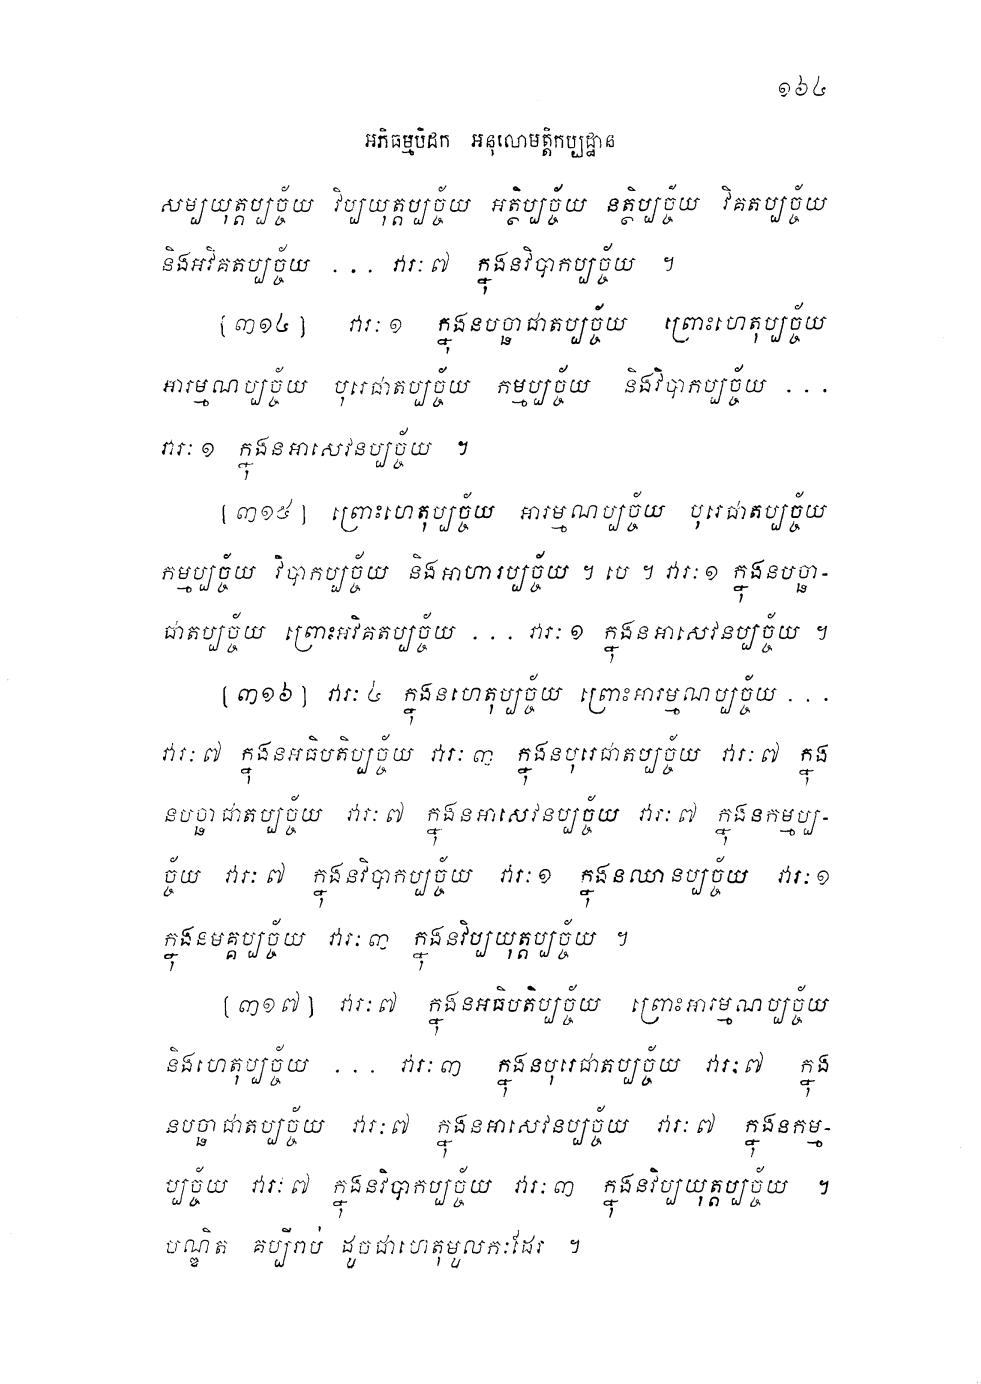 ១៦៤
អភិធម្មបិដក អនុលោមត្តិកប្បដ្ឋាន
សម្បយុត្តប្បច្ច័យ វិប្បយុត្តប្បច្ច័យ អត្ថិប្បច្ច័យ នត្ថិប្បច្ច័យ វិគតប្បច្ច័យ
និងអវិគតប្បច្ច័យ ... វារៈ ៧ ក្នុងនវិបាកប្បច្ច័យ ។
[៣១៤] វារៈ ១ ក្នុងនបច្ឆាជាតប្បច្ច័យ ព្រោះហេតុប្បច្ច័យ
អារម្មណប្បច្ច័យ បុរេជាតប្បច្ច័យ កម្មប្បច្ច័យ និងវិបាកប្បច្ច័យ ...
វារៈ ១ ក្នុងនអាសេវនប្បច្ច័យ ។
[៣១៥] ព្រោះហេតុប្បច្ច័យ អារម្មណប្បច្ច័យ បុរេជាតប្បច្ច័យ
កម្មប្បច្ច័យ វិបាកប្បច្ច័យ និងអាហារប្បច្ច័យ ។ បេ ។ វារៈ ១ ក្នុងនបច្ឆា-
ជាតប្បច្ច័យ ព្រោះអវិគតប្បច្ច័យ ... វារៈ ១ ក្នុងនអាសេវនប្បច្ច័យ ។
[៣១៦] វារៈ ៤ ក្នុងនហេតុប្បច្ច័យ ព្រោះអារម្មណប្បច្ច័យ ...
វារៈ ៧ ក្នុងនអធិបតិប្បច្ច័យ វារៈ ៣ ក្នុងនបុរេជាតប្បច្ច័យ វារៈ ៧ ក្នុង
នបច្ឆាជាតប្បច្ច័យ វារៈ ៧ ក្នុងនអាសេវនប្បច្ច័យ វារៈ ៧ ក្នុងនកម្មប្ប-
ច្ច័យ វារៈ ៧ ក្នុងនវិបាកប្បច្ច័យ វារៈ ១ ក្នុងនឈានប្បច្ច័យ វារៈ ១
ក្នុងនមគ្គប្បច្ច័យ វារៈ ៣ ក្នុងនវិប្បយុត្តប្បច្ច័យ ។
[៣១៧] វារៈ ៧ ក្នុងនអធិបតិប្បច្ច័យ ព្រោះអារម្មណប្បច្ច័យ
និងហេតុប្បច្ច័យ ... វារៈ ៣ ក្នុងនបុរេជាតប្បច្ច័យ វារៈ ៧ ក្នុង
នបច្ឆាជាតប្បច្ច័យ វារៈ ៧ ក្នុងនអាសេវនប្បច្ច័យ វារៈ ៧ ក្នុងនកម្ម-
ប្បច្ច័យ វារៈ ៧ ក្នុងនវិបាកប្បច្ច័យ វារៈ ៣ ក្នុងនវិប្បយុត្តប្បច្ច័យ ។
បណ្ឌិត គប្បីរាប់ ដូចជាហេតុមួលកៈដែរ ។